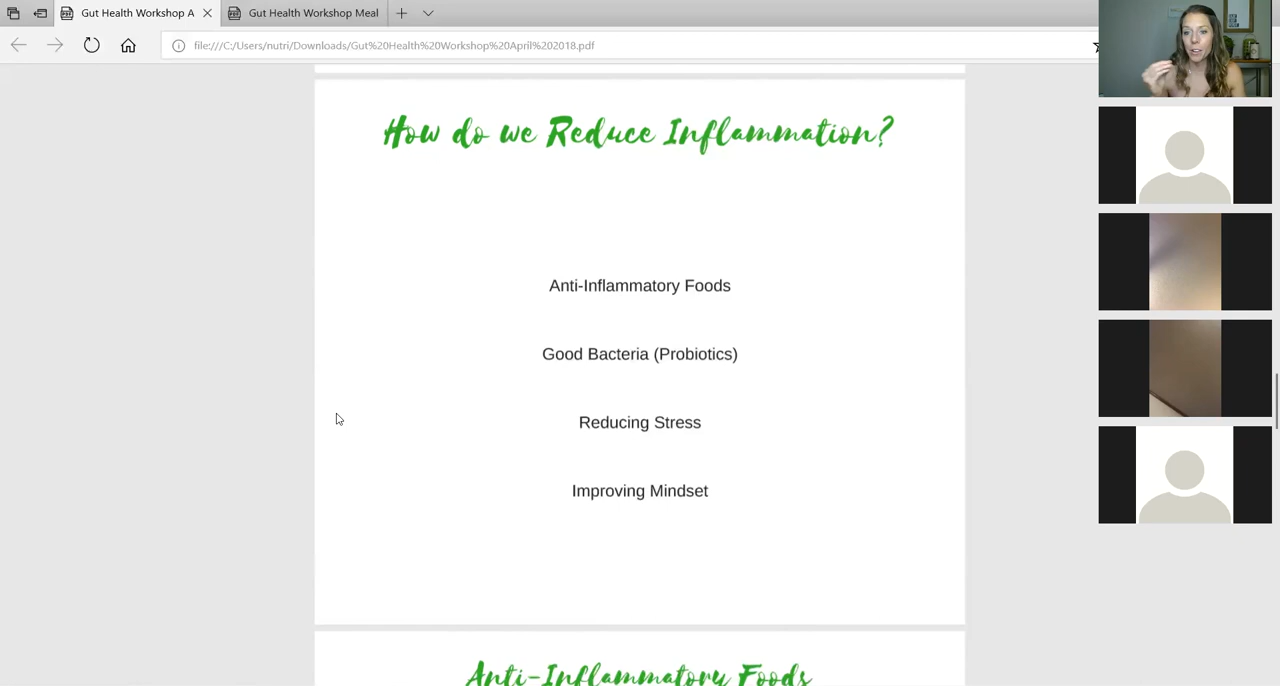 Gut Health Workshop A
Gut Health Workshop Meal
file:///C:/Users/nutri/Downloads/Gut%20Health%20Workshop%20April%202018.pdf
How do we Reduce Inflammation?
Anti-Inflammatory Foods
Good Bacteria (Probiotics)
Reducing Stress
Improving Mindset
Anti-Inflammatory Foods